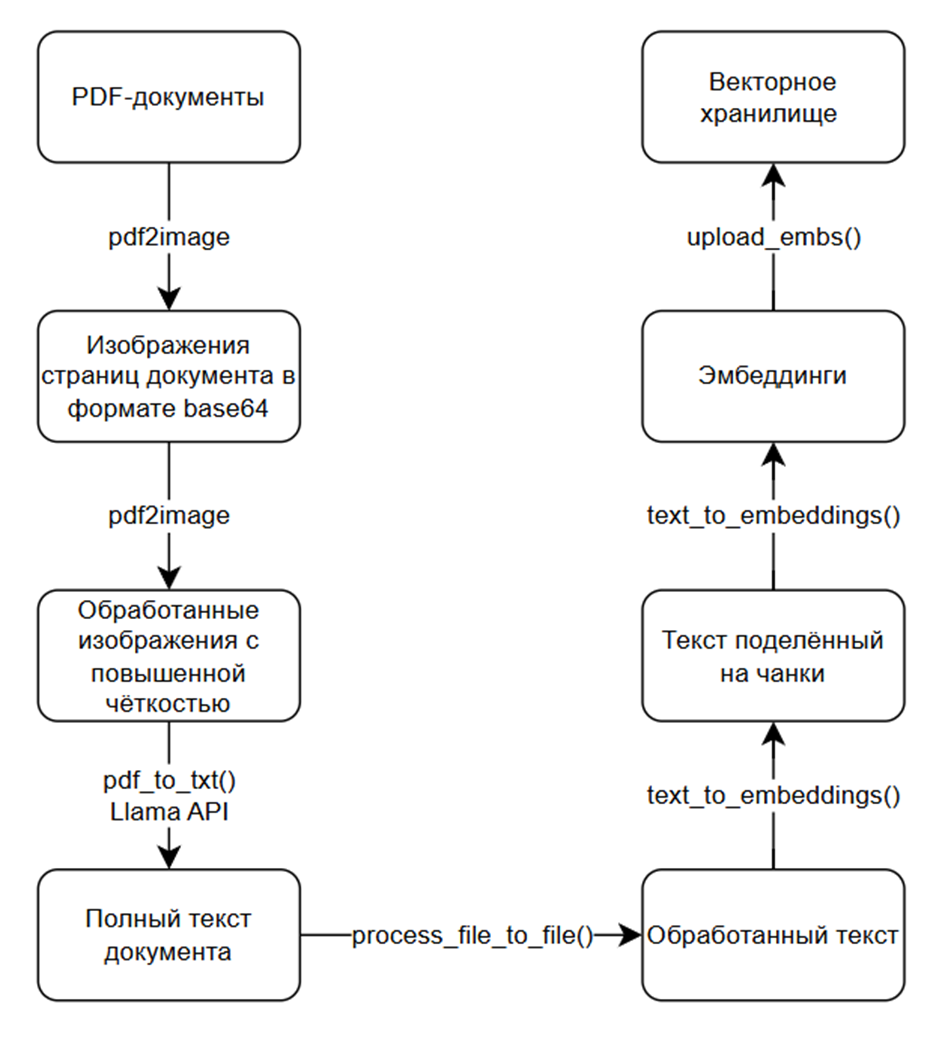 PDF-документы
pdf2image
Изображения
страниц документа в
формате base64
pdf2image
Обработанные
изображения с
повышенной
чёткостью
pdf_to_txt()
Llama API
Полный текст
документа
process_file_to_file()
Обработанный текст
text_to_embeddings()
Текст поделённый
на чанки
text_to_embeddings()
Эмбеддинги
upload_embs()
Векторное
хранилище